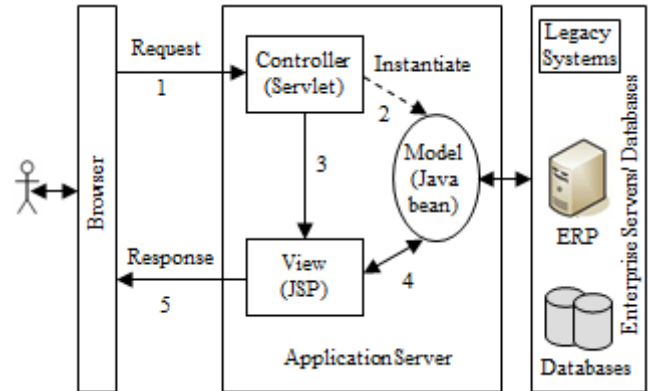 Request
1
Response
5
Browser
Controller
(Servlet)
Instantiate
2
3
Model
(Java
bean)
View
(JSP)
4
ApplicationServer
Legacy
Systems
ERP
Databases
Enterprise Servers/ Databases